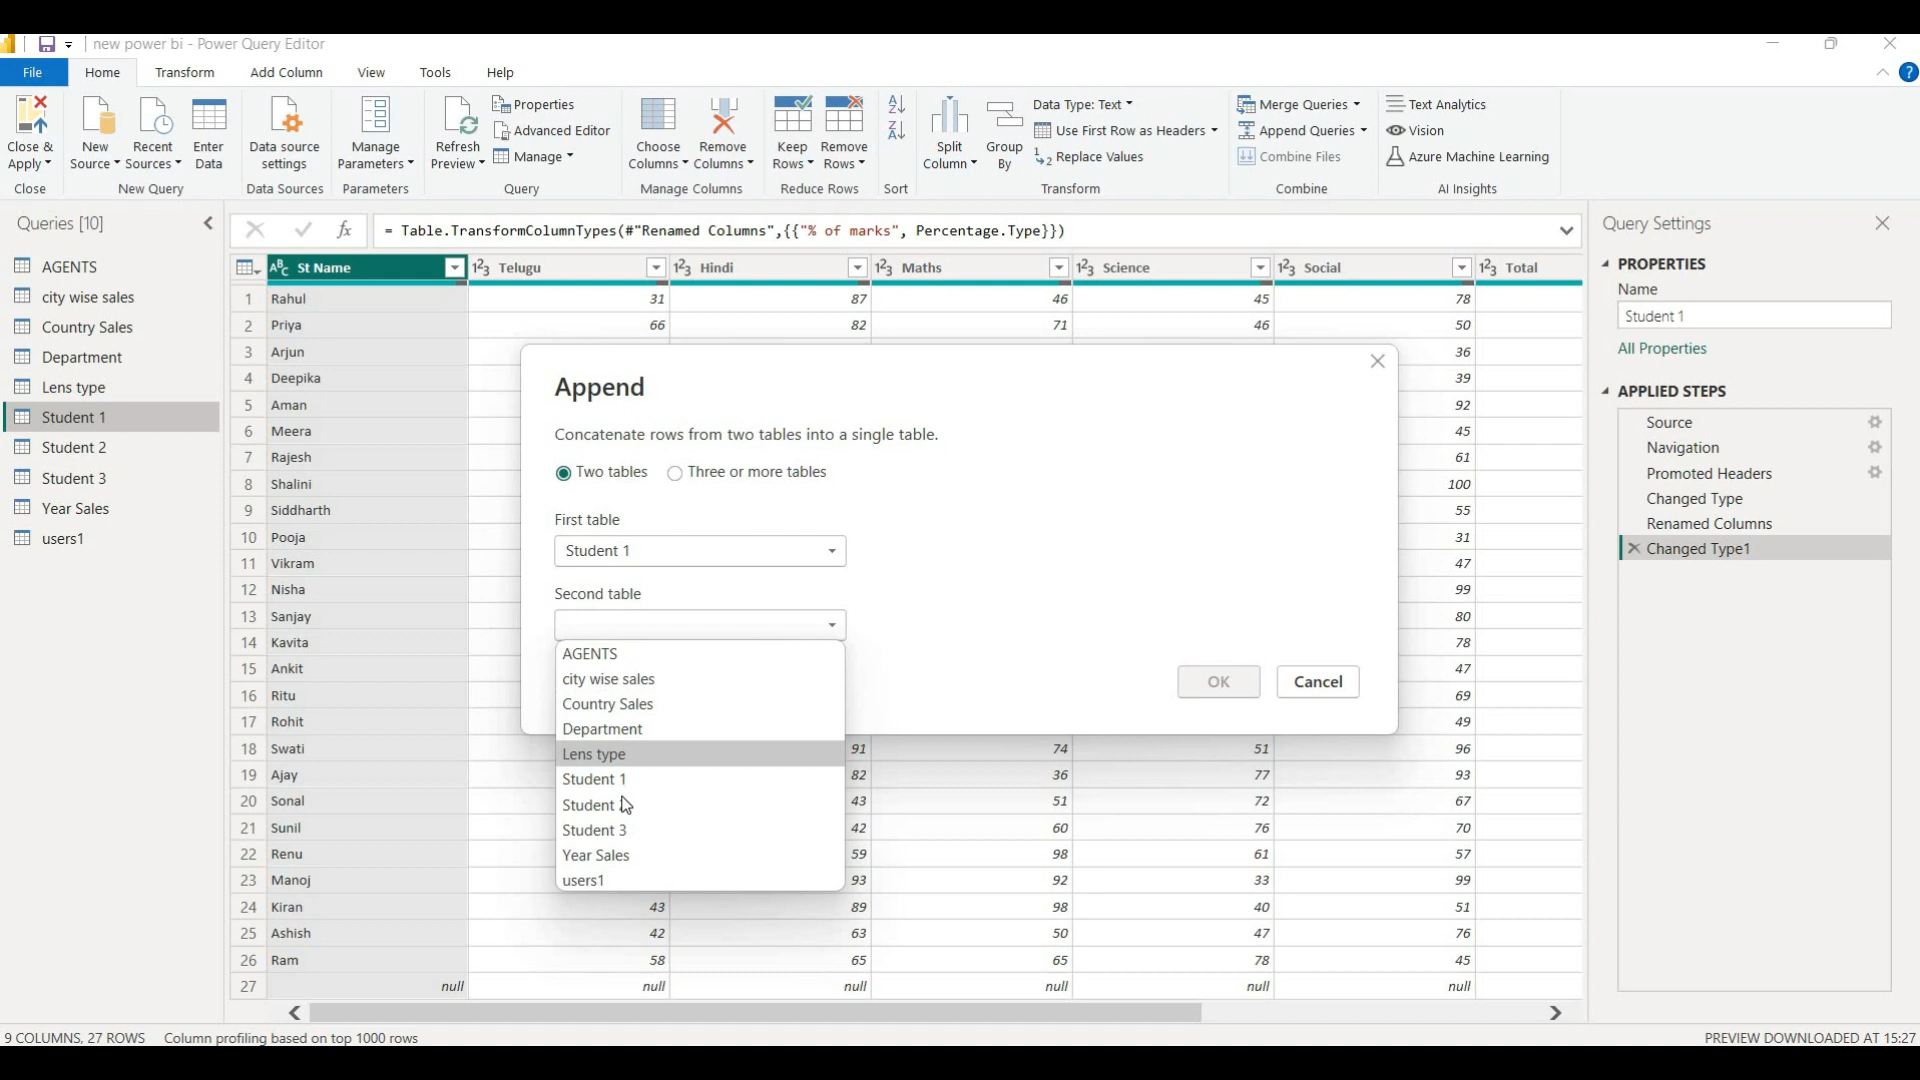 new power bi - Power Query Editor
File Home Transform Add Column View Tools Help
Close & Apply
New Source
Recent Sources
Enter Data
Data source settings
Manage Parameters
Refresh Preview
Properties
Advanced Editor
Manage
Choose Columns
Remove Columns
Keep Rows
Remove Rows
Split Column
Group By
Data Type: Text
Use First Row as Headers
Replace Values
Merge Queries
Append Queries
Combine Files
Text Analytics
Vision
Azure Machine Learning
Close New Query Data Sources Parameters Query Manage Columns Reduce Rows Sort Transform Combine AI Insights
Queries [10]
AGENTS
city wise sales
Country Sales
Department
Lens type
Student 1
Student 2
Student 3
Year Sales
users1
fx = Table.TransformColumnTypes(#"Renamed Columns",{{"% of marks", Percentage.Type}})
ABC St Name 123 Telugu 123 Hindi 123 Maths 123 Science 123 Social 123 Total
1 Rahul 31 87 46 45 78
2 Priya 66 82 71 46 50
3 Arjun 36
4 Deepika 39
5 Aman 92
6 Meera 45
7 Rajesh 61
8 Shalini 100
9 Siddharth 55
10 Pooja 31
11 Vikram 47
12 Nisha 99
13 Sanjay 80
14 Kavita 78
15 Ankit 47
16 Ritu 69
17 Rohit 49
18 Swati 91 74 51 96
19 Ajay 82 36 77 93
20 Sonal 43 51 72 67
21 Sunil 42 60 76 70
22 Renu 59 98 61 57
23 Manoj 93 92 33 99
24 Kiran 43 89 98 40 51
25 Ashish 42 63 50 47 76
26 Ram 58 65 65 78 45
27 null null null null null null
Append
Concatenate rows from two tables into a single table.
Two tables Three or more tables
First table
Student 1
Second table
AGENTS
city wise sales
Country Sales
Department
Lens type
Student 1
Student
Student 3
Year Sales
users1
OK Cancel
Query Settings
PROPERTIES
Name
Student 1
All Properties
APPLIED STEPS
Source
Navigation
Promoted Headers
Changed Type
Renamed Columns
Changed Type1
9 COLUMNS, 27 ROWS Column profiling based on top 1000 rows
PREVIEW DOWNLOADED AT 15:27